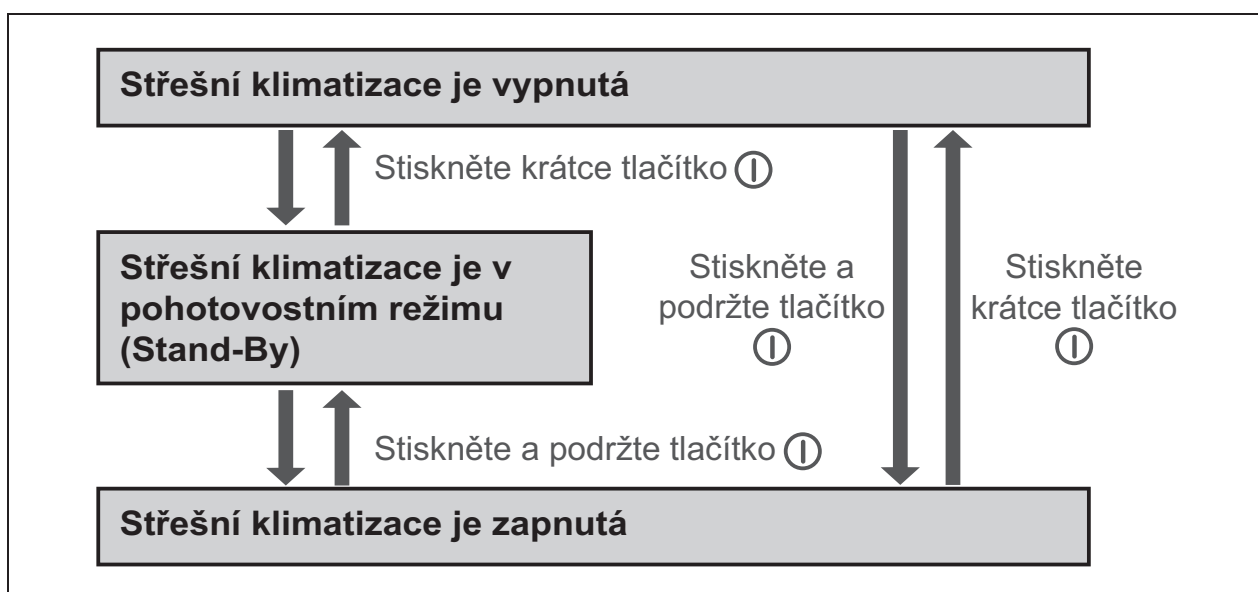 Střešní klimatizace je vypnutá
Stiskněte krátce tlačítko
Střešní klimatizace je v
pohotovostním režimu
(Stand-By)
Stiskněte a
podržte tlačítko
Stiskněte
krátce tlačítko
Stiskněte a podržte tlačítko
Střešní klimatizace je zapnutá